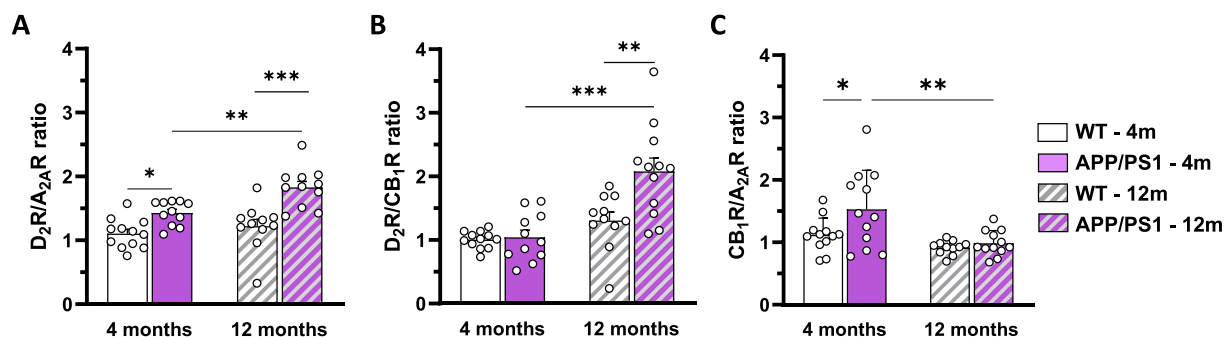 A
D₂R/A₂ₐR ratio
4
3
2
1
0
*
**
***
4 months
12 months
B
D₂R/CB₁R ratio
4
3
2
1
0
***
**
4 months
12 months
C
CB₁R/A₂ₐR ratio
4
3
2
1
0
*
**
4 months
12 months
WT - 4m
APP/PS1 - 4m
WT - 12m
APP/PS1 - 12m